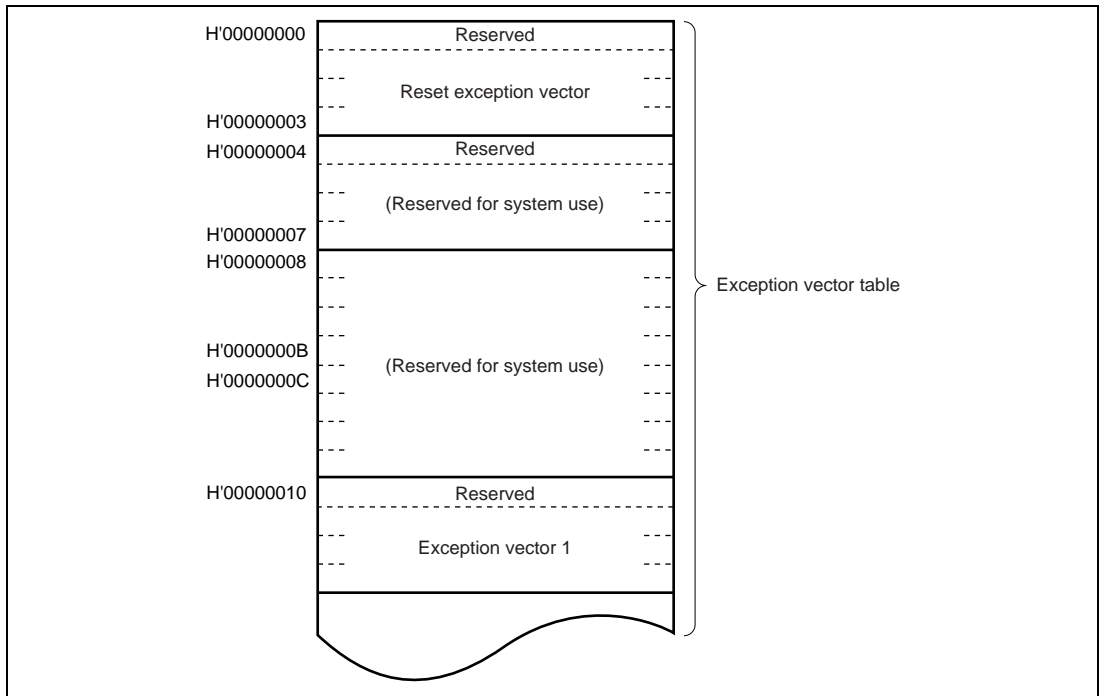 H'00000000 Reserved
Reset exception vector
H'00000003
H'00000004 Reserved
(Reserved for system use)
H'00000007
H'00000008
Exception vector table
H'0000000B
(Reserved for system use)
H'0000000C
H'00000010 Reserved
Exception vector 1